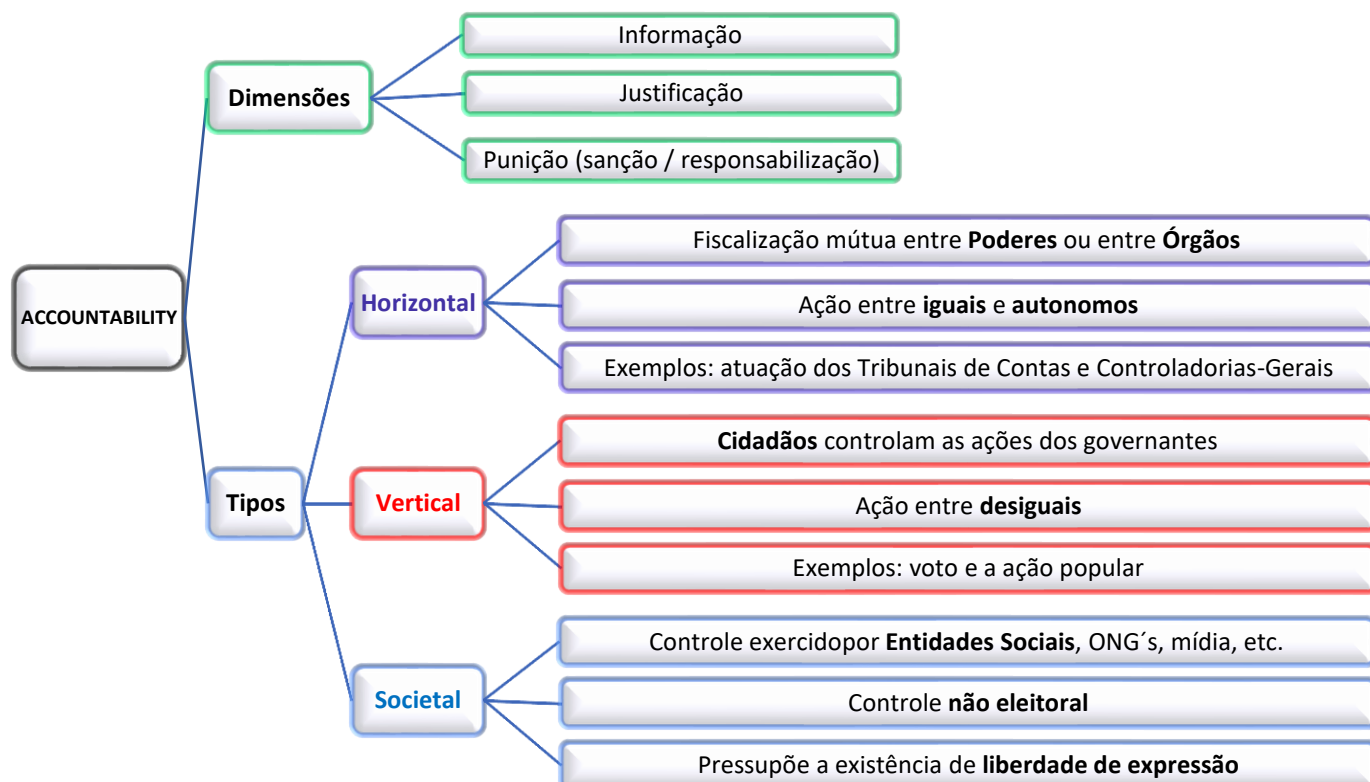 ACCOUNTABILITY
Dimensões
Informação
Justificação
Punição (sanção / responsabilização)
Tipos
Horizontal
Fiscalização mútua entre Poderes ou entre Órgãos
Ação entre iguais e autonomos
Exemplos: atuação dos Tribunais de Contas e Controladorias-Gerais
Vertical
Cidadãos controlam as ações dos governantes
Ação entre desiguais
Exemplos: voto e a ação popular
Societal
Controle exercidopor Entidades Sociais, ONG´s, mídia, etc.
Controle não eleitoral
Pressupõe a existência de liberdade de expressão